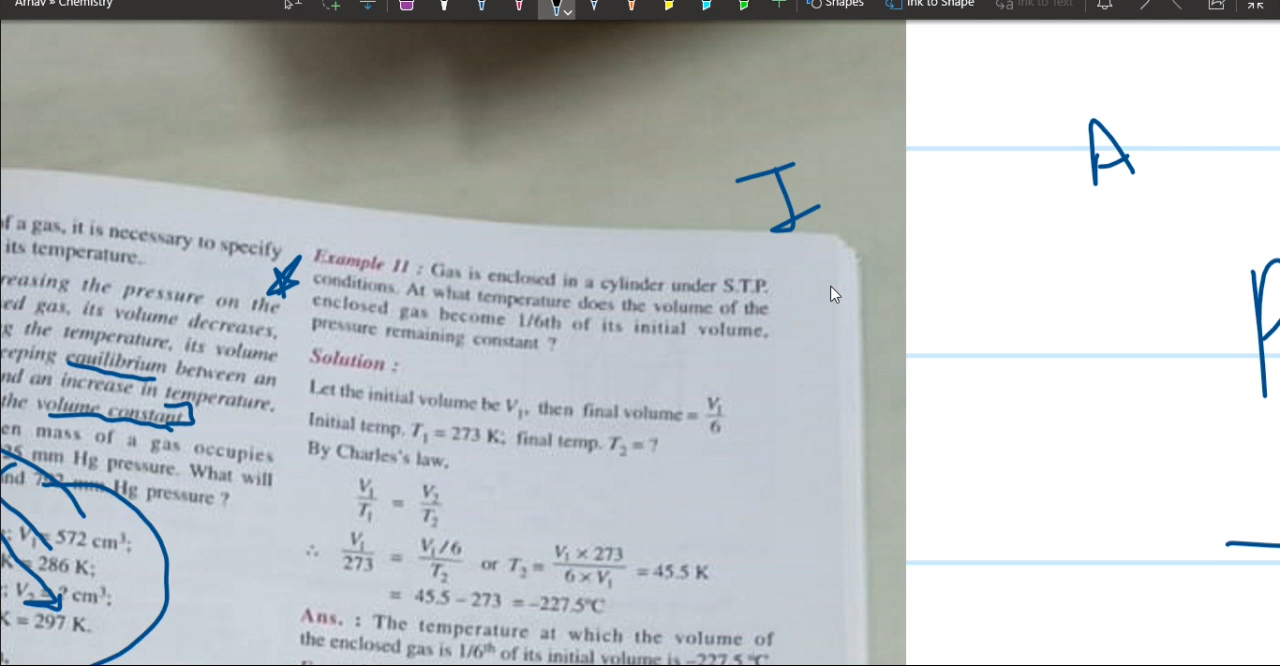 Arnav » Chemistry
Shapes
Ink to Shape
Ink to Text
I
A
P
of a gas, it is necessary to specify
its temperature.
reasing the pressure on the
ed gas, its volume decreases,
g the temperature, its volume
eeping equilibrium between an
nd an increase in temperature,
the volume constant
en mass of a gas occupies
mm Hg pressure. What will
nd mm Hg pressure ?
V₁ = 572 cm³;
K = 286 K;
; V₂ = ? cm³;
K = 297 K.
Example 11 : Gas is enclosed in a cylinder under S.T.P.
conditions. At what temperature does the volume of the
enclosed gas become 1/6th of its initial volume,
pressure remaining constant ?
Solution :
Let the initial volume be V₁, then final volume = V₁/6
Initial temp. T₁ = 273 K; final temp. T₂ = ?
By Charles's law,
V₁/T₁ = V₂/T₂
∴ V₁/273 = V₁/6/T₂ or T₂ = V₁ × 273/6 × V₁ = 45.5 K
= 45.5 – 273 = –227.5°C
Ans. : The temperature at which the volume of
the enclosed gas is 1/6th of its initial volume is –227.5°C